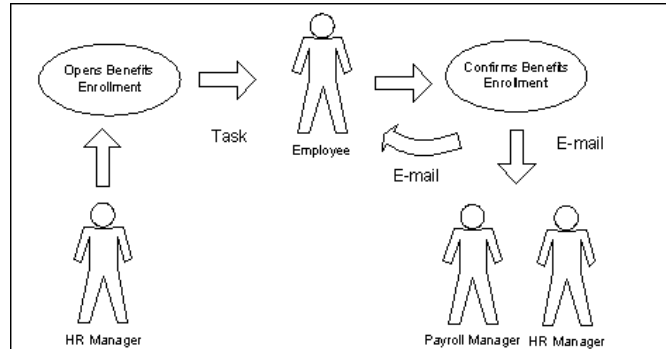 Opens Benefits
Enrollment
Confirms Benefits
Enrollment
Task
Employee
E-mail
E-mail
HR Manager
Payroll Manager
HR Manager